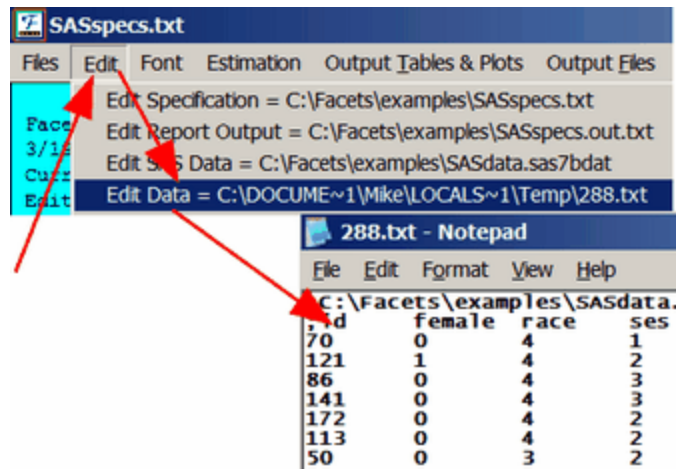 SASspecs.txt
Files Edit Font Estimation Output Tables & Plots Output Files
Edit Specification = C:\Facets\examples\SASspecs.txt
Edit Report Output = C:\Facets\examples\SASspecs.out.txt
3/1
Edit SAS Data = C:\Facets\examples\SASdata.sas7bdat
Edit Data = C:\DOCUME~1\Mike\LOCALS~1\Temp\288.txt
288.txt - Notepad
File Edit Format View Help
C:\Facets\examples\SASdata.
;id female race ses
70 0 4 1
121 1 4 2
86 0 4 3
141 0 4 3
172 0 4 2
113 0 4 2
50 0 3 2